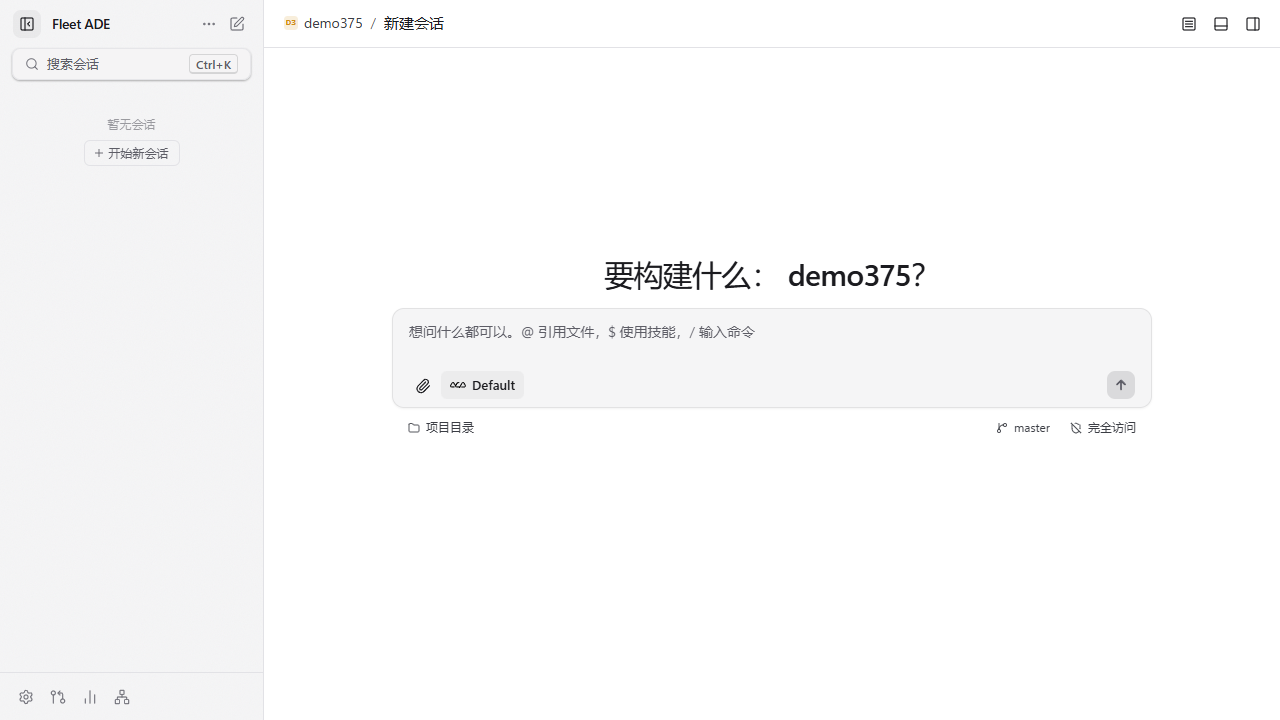 Fleet ADE
搜索会话 Ctrl+K
暂无会话
开始新会话
D3 demo375 / 新建会话
要构建什么： demo375？
想问什么都可以。@ 引用文件，$ 使用技能，/ 输入命令
Default
项目目录
master 完全访问